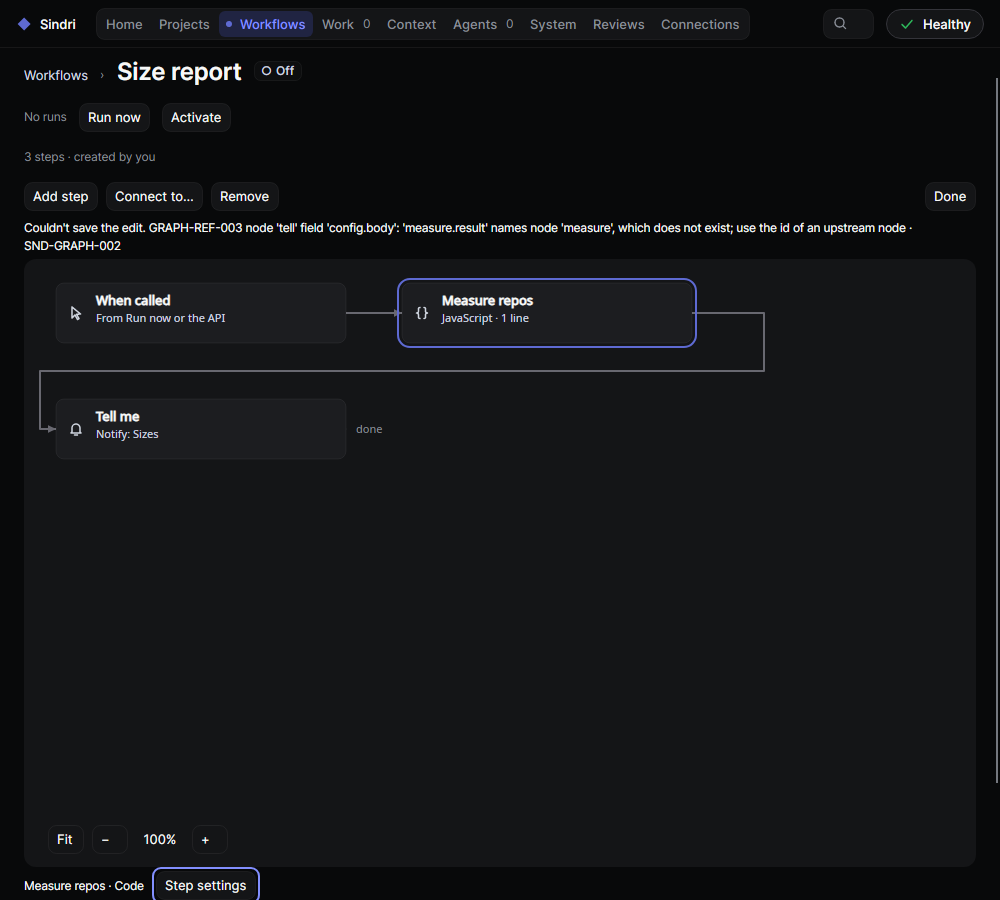 Sindri
Home Projects Workflows Work 0 Context Agents 0 System Reviews Connections
Healthy
Workflows › Size report Off
No runs Run now Activate
3 steps · created by you
Add step Connect to... Remove Done
Couldn't save the edit. GRAPH-REF-003 node 'tell' field 'config.body': 'measure.result' names node 'measure', which does not exist; use the id of an upstream node ·
SND-GRAPH-002
When called
From Run now or the API
{} Measure repos
JavaScript · 1 line
Tell me
Notify: Sizes
done
Fit − 100% +
Measure repos · Code Step settings